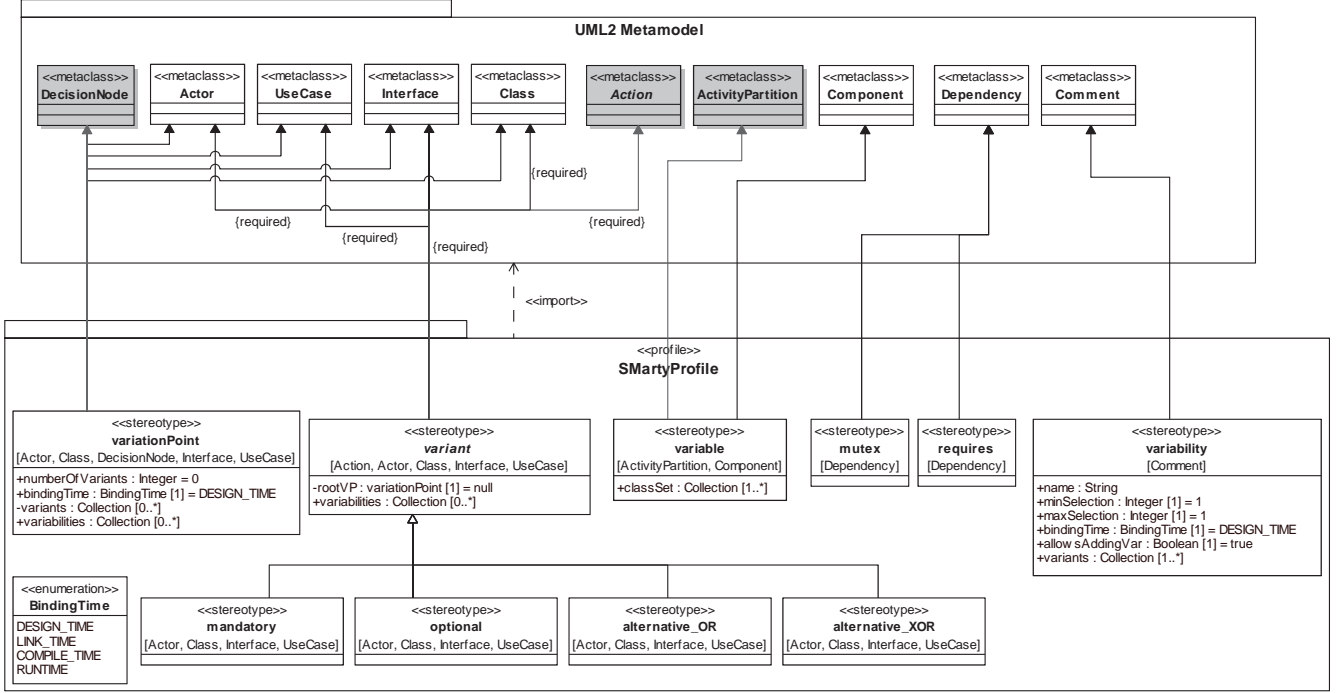 UML2 Metamodel
<<metaclass>>
DecisionNode
<<metaclass>>
Actor
<<metaclass>>
UseCase
<<metaclass>>
Interface
<<metaclass>>
Class
<<metaclass>>
Action
<<metaclass>>
ActivityPartition
<<metaclass>>
Component
<<metaclass>>
Dependency
<<metaclass>>
Comment
{required}
{required}
{required}
{required}
{required}
<<import>>
<<profile>>
SMartyProfile
<<stereotype>>
variationPoint
[Actor, Class, DecisionNode, Interface, UseCase]
+numberOfVariants : Integer = 0
+bindingTime : BindingTime [1] = DESIGN_TIME
-variants : Collection [0..*]
+variabilities : Collection [0..*]
<<stereotype>>
variant
[Action, Actor, Class, Interface, UseCase]
-rootVP : variationPoint [1] = null
+variabilities : Collection [0..*]
<<stereotype>>
variable
[ActivityPartition, Component]
+classSet : Collection [1..*]
<<stereotype>>
mutex
[Dependency]
<<stereotype>>
requires
[Dependency]
<<stereotype>>
variability
[Comment]
+name : String
+minSelection : Integer [1] = 1
+maxSelection : Integer [1] = 1
+bindingTime : BindingTime [1] = DESIGN_TIME
+allowsAddingVar : Boolean [1] = true
+variants : Collection [1..*]
<<enumeration>>
BindingTime
DESIGN_TIME
LINK_TIME
COMPILE_TIME
RUNTIME
<<stereotype>>
mandatory
[Actor, Class, Interface, UseCase]
<<stereotype>>
optional
[Actor, Class, Interface, UseCase]
<<stereotype>>
alternative_OR
[Actor, Class, Interface, UseCase]
<<stereotype>>
alternative_XOR
[Actor, Class, Interface, UseCase]